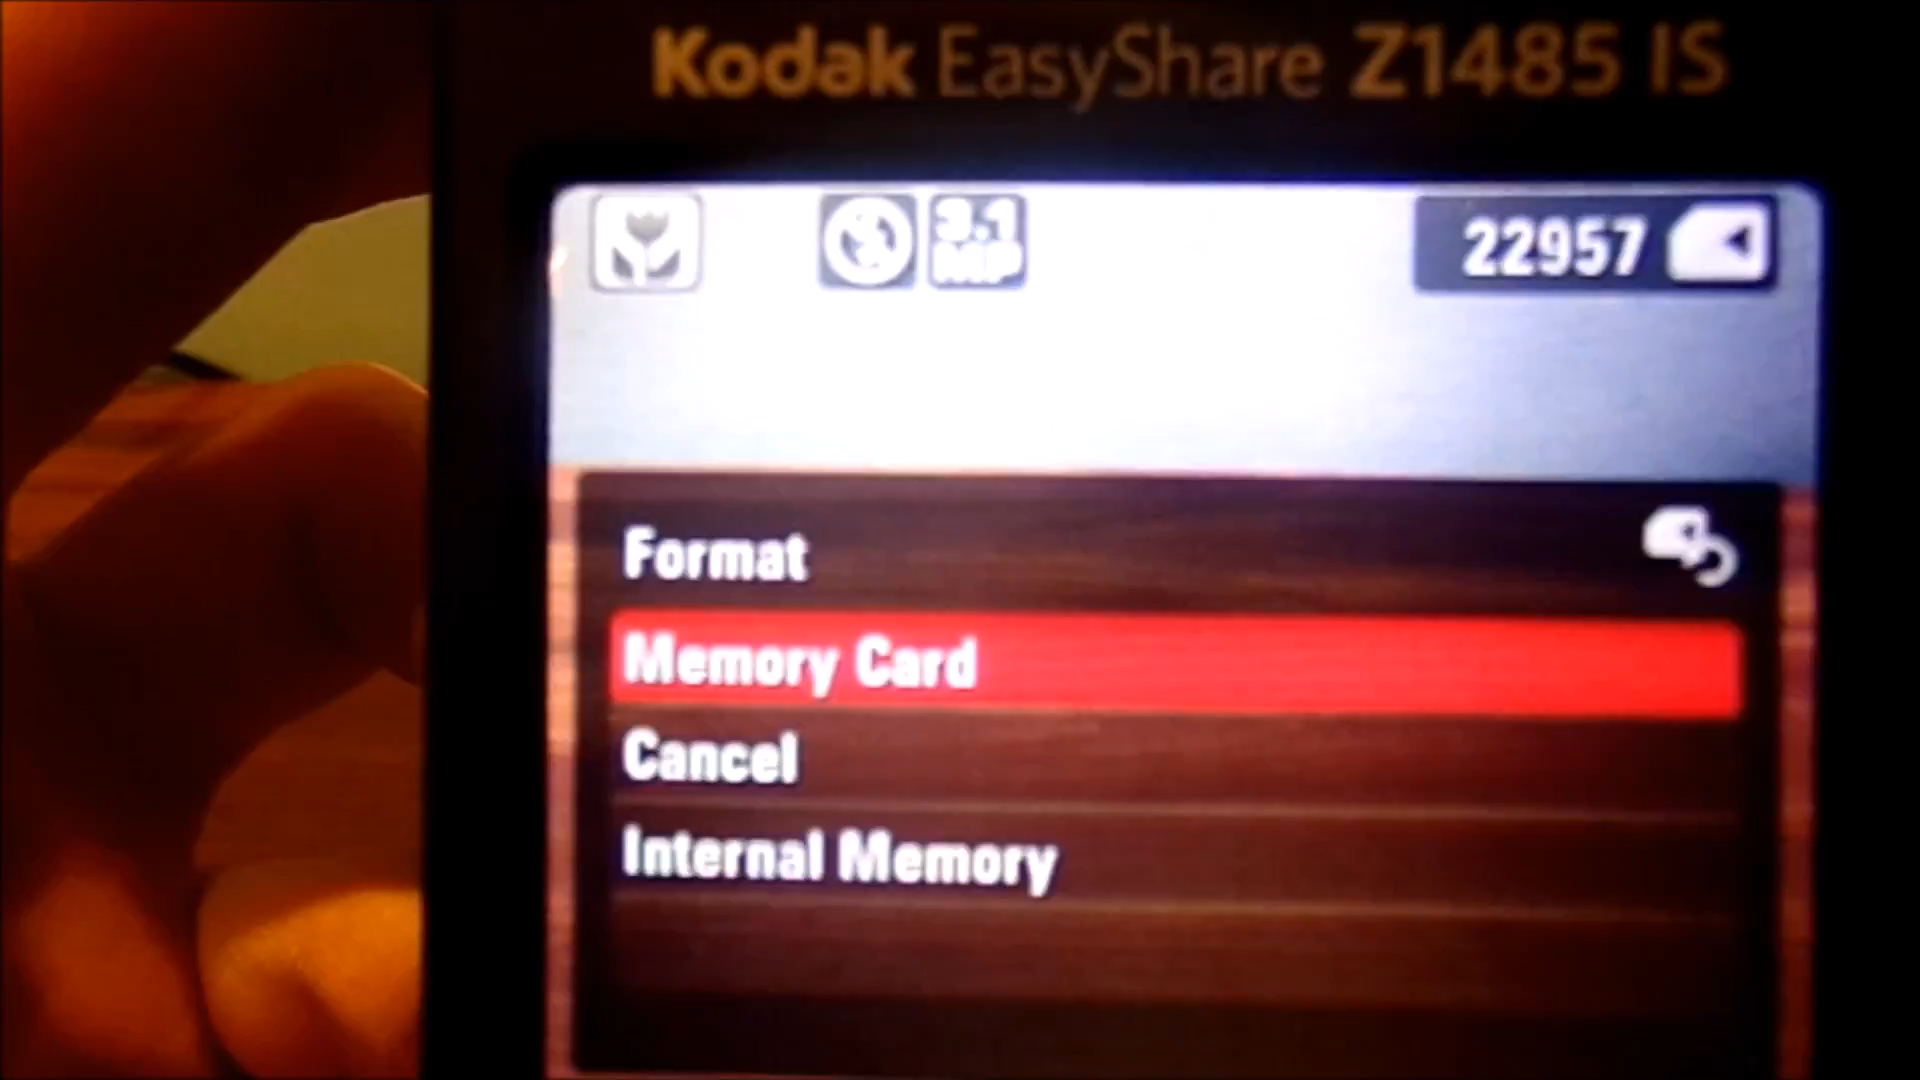 Kodak EasyShare Z1485 IS
3.1 MP
22957
Format
Memory Card
Cancel
Internal Memory